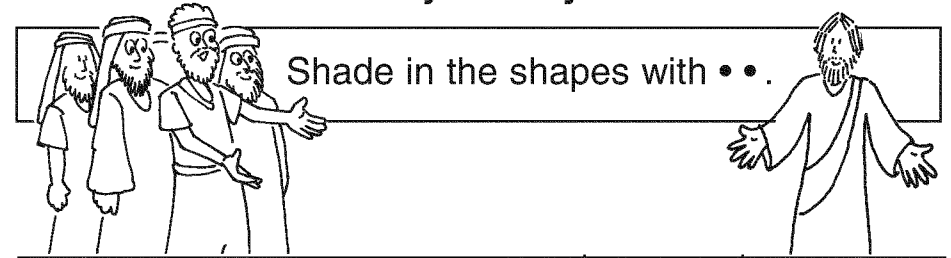 Shade in the shapes with • • .